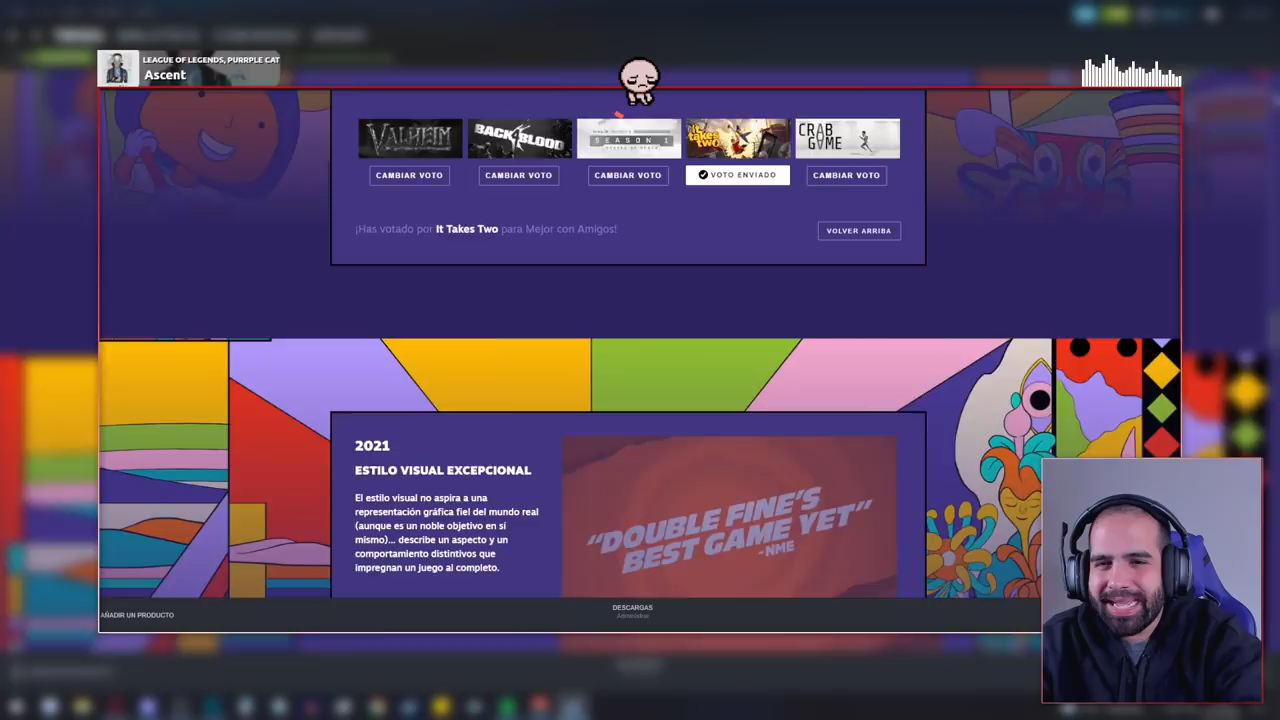 LEAGUE OF LEGENDS, PURRPLE CAT
Ascent
VALHEIM
BACK 4 BLOOD
SEASON 1
it takes two
CRAB GAME
CAMBIAR VOTO
CAMBIAR VOTO
CAMBIAR VOTO
VOTO ENVIADO
CAMBIAR VOTO
¡Has votado por It Takes Two para Mejor con Amigos!
VOLVER ARRIBA
2021
ESTILO VISUAL EXCEPCIONAL
El estilo visual no aspira a una
representación gráfica fiel del mundo real
(aunque es un noble objetivo en sí
mismo)... describe un aspecto y un
comportamiento distintivos que
impregnan un juego al completo.
“DOUBLE FINE’S
BEST GAME YET”
-NME
AÑADIR UN PRODUCTO
DESCARGAS
Administrar